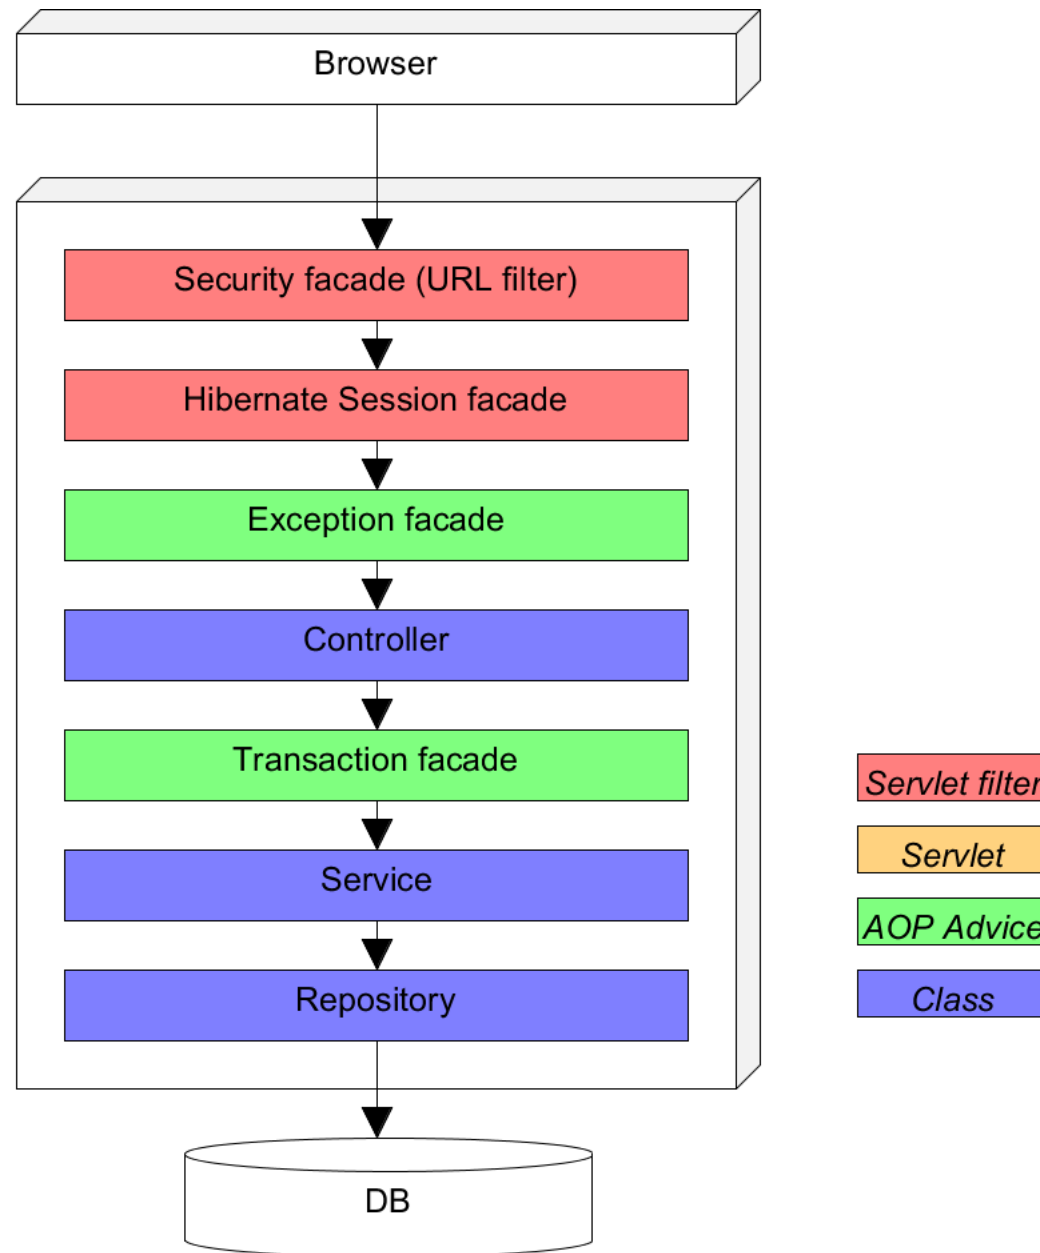 Browser
Security facade (URL filter)
Hibernate Session facade
Exception facade
Controller
Transaction facade
Service
Repository
DB
Servlet filter
Servlet
AOP Advice
Class